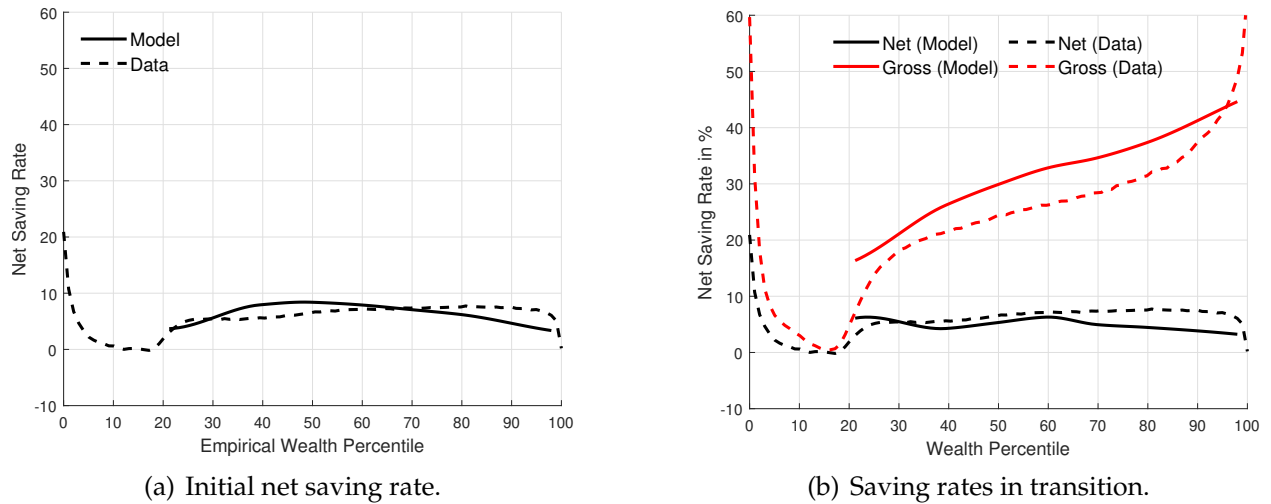 60
50
40
30
20
10
0
-10
Net Saving Rate
Model
Data
0 10 20 30 40 50 60 70 80 90 100
Empirical Wealth Percentile
(a) Initial net saving rate.
60
50
40
30
20
10
0
-10
Net Saving Rate in %
Net (Model) Net (Data)
Gross (Model) Gross (Data)
0 10 20 30 40 50 60 70 80 90 100
Wealth Percentile
(b) Saving rates in transition.